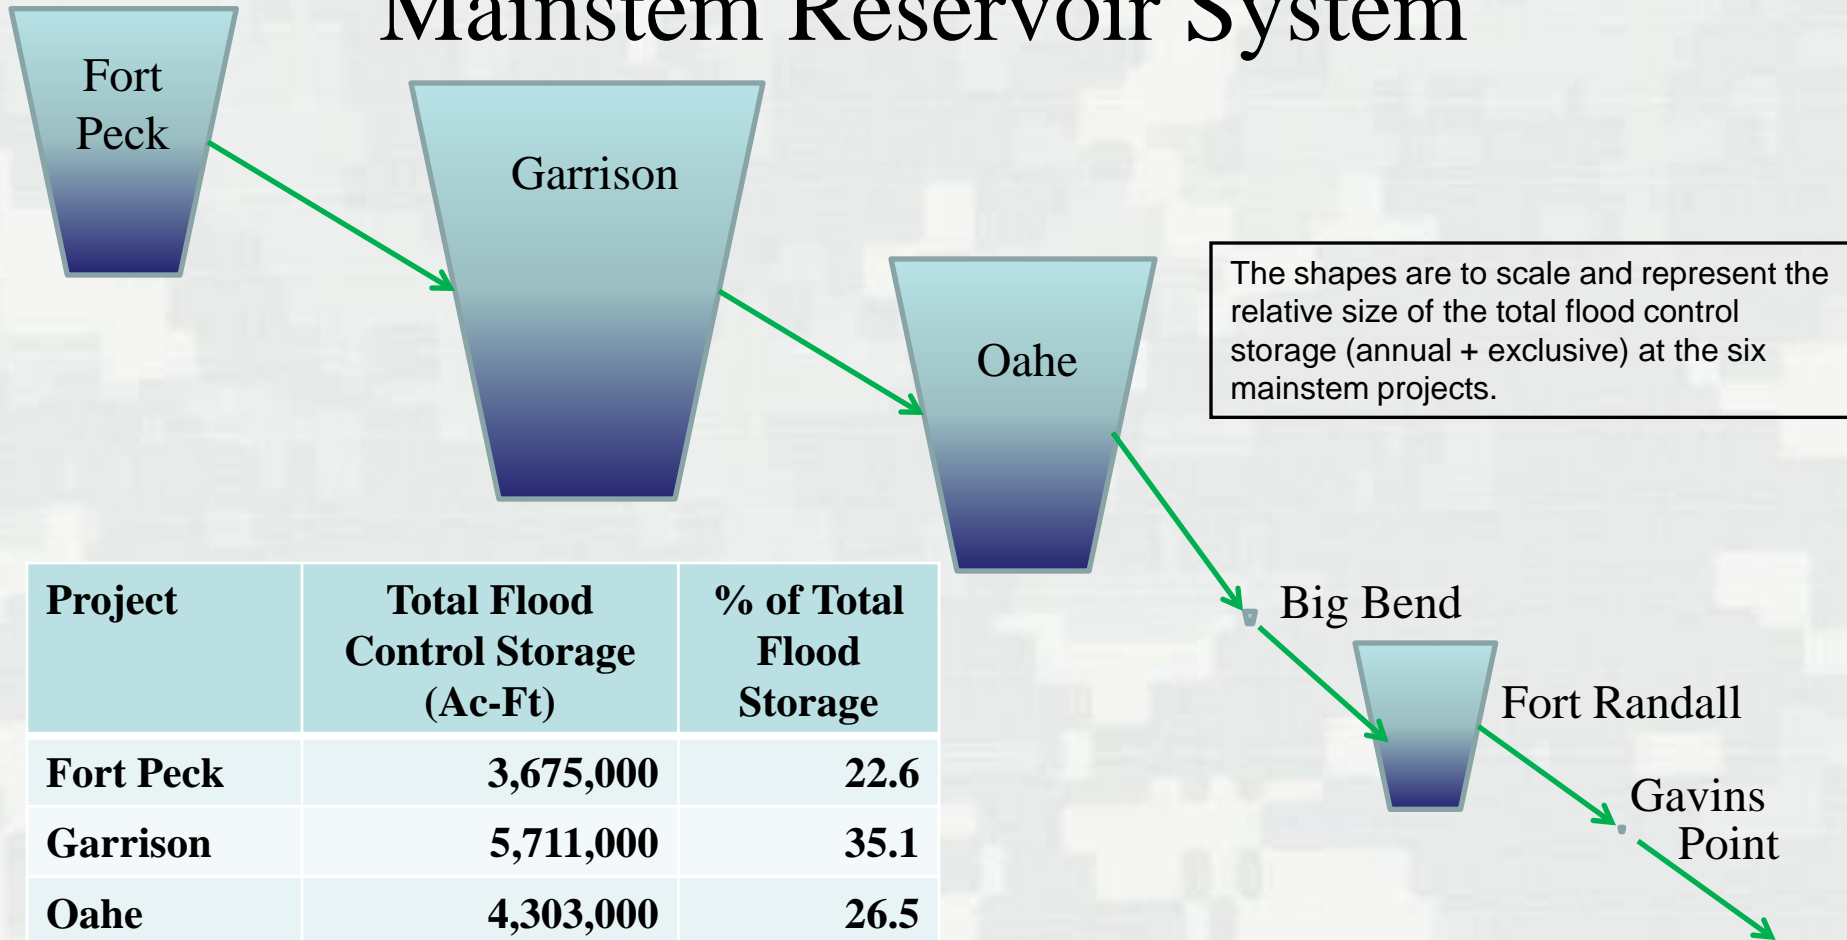 Mainstem Reservoir System
Fort
Peck
Garrison
Oahe
The shapes are to scale and represent the
relative size of the total flood control
storage (annual + exclusive) at the six
mainstem projects.
Big Bend
Fort Randall
Gavins
Point
Project
Total Flood
Control Storage
(Ac-Ft)
% of Total
Flood
Storage
Fort Peck 3,675,000 22.6
Garrison 5,711,000 35.1
Oahe 4,303,000 26.5